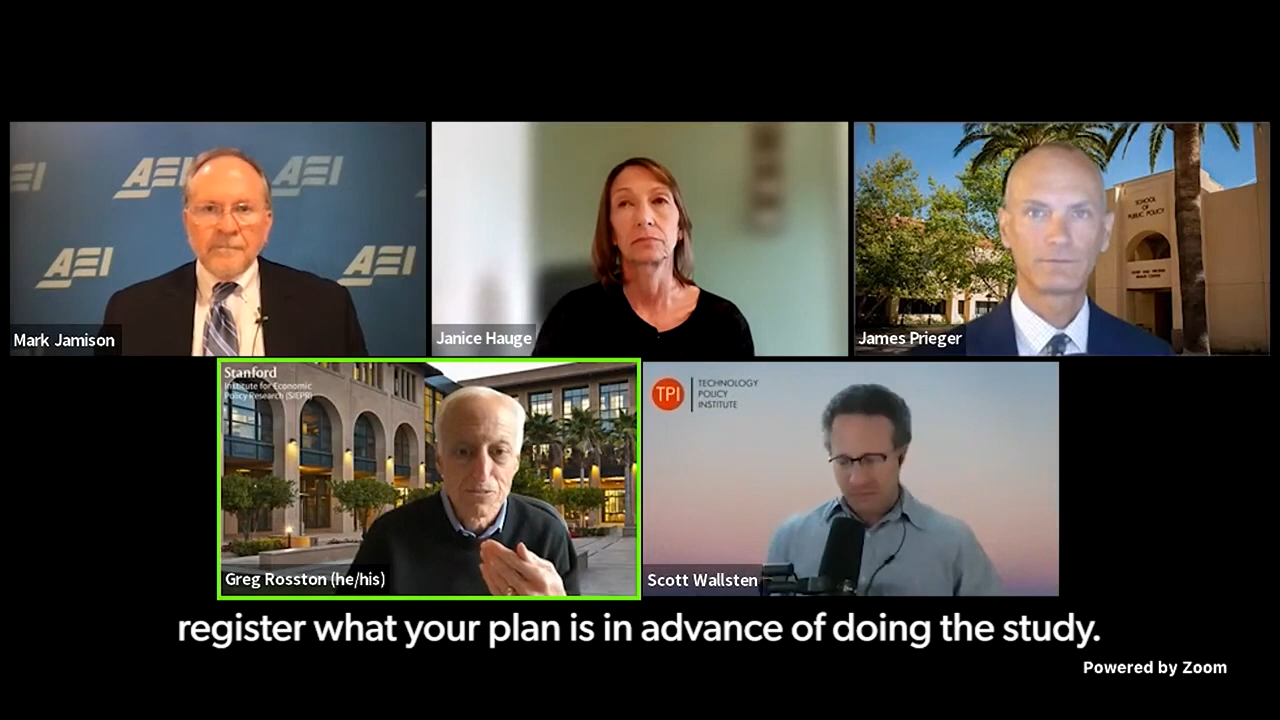 AEI
AEI
AEI
AEI
AEI
Mark Jamison
Janice Hauge
SCHOOL
OF
PUBLIC POLICY
James Prieger
Stanford
Institute for Economic
Policy Research (SIEPR)
Greg Rosston (he/his)
TPI
TECHNOLOGY
POLICY
INSTITUTE
Scott Wallsten
register what your plan is in advance of doing the study.
Powered by Zoom